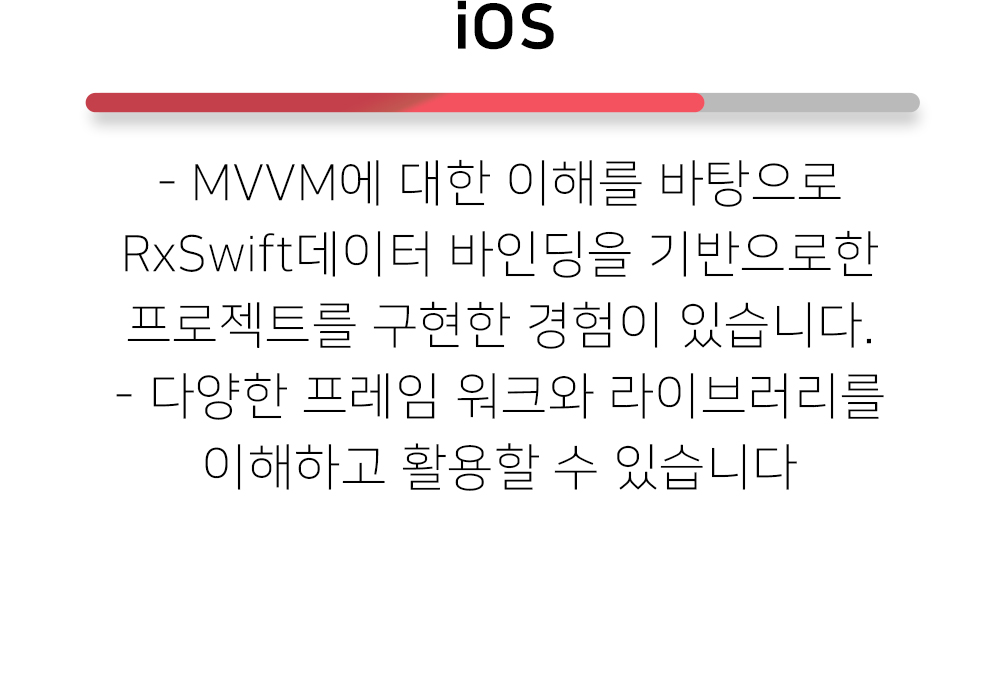 iOS
- MVVM에 대한 이해를 바탕으로
RxSwift데이터 바인딩을 기반으로한
프로젝트를 구현한 경험이 있습니다.
- 다양한 프레임 워크와 라이브러리를
이해하고 활용할 수 있습니다